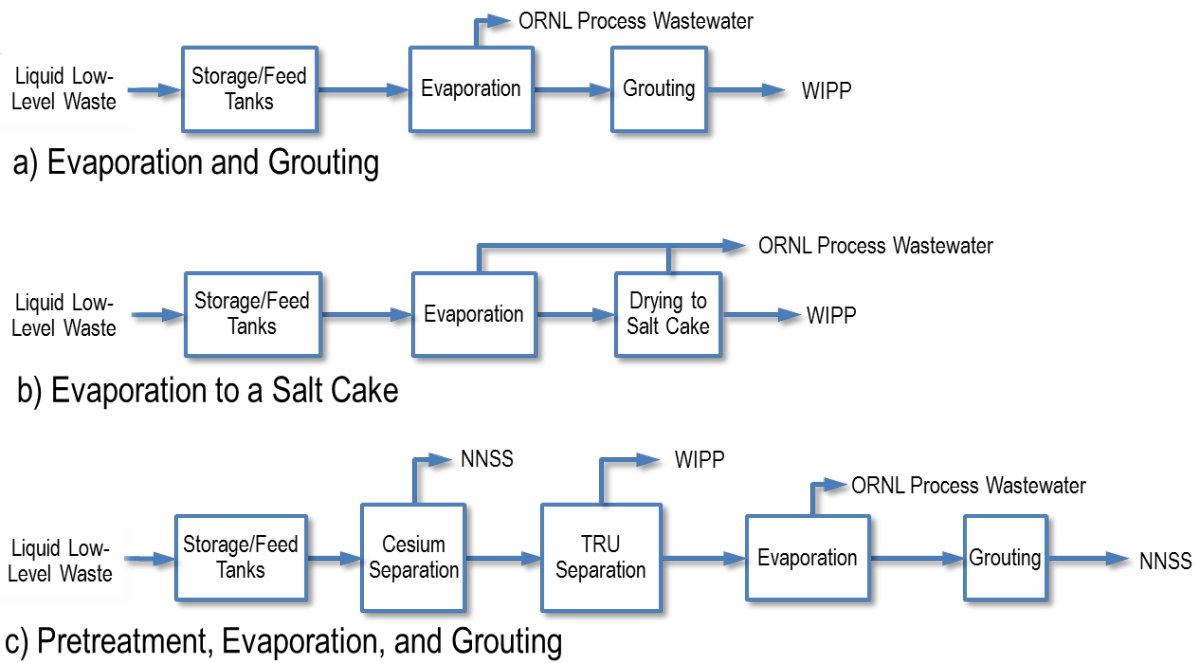 ORNL Process Wastewater
Liquid Low-
Level Waste
Storage/Feed
Tanks
Evaporation
Grouting
WIPP
a) Evaporation and Grouting
ORNL Process Wastewater
Liquid Low-
Level Waste
Storage/Feed
Tanks
Evaporation
Drying to
Salt Cake
WIPP
b) Evaporation to a Salt Cake
NNSS
WIPP
ORNL Process Wastewater
Liquid Low-
Level Waste
Storage/Feed
Tanks
Cesium
Separation
TRU
Separation
Evaporation
Grouting
NNSS
c) Pretreatment, Evaporation, and Grouting